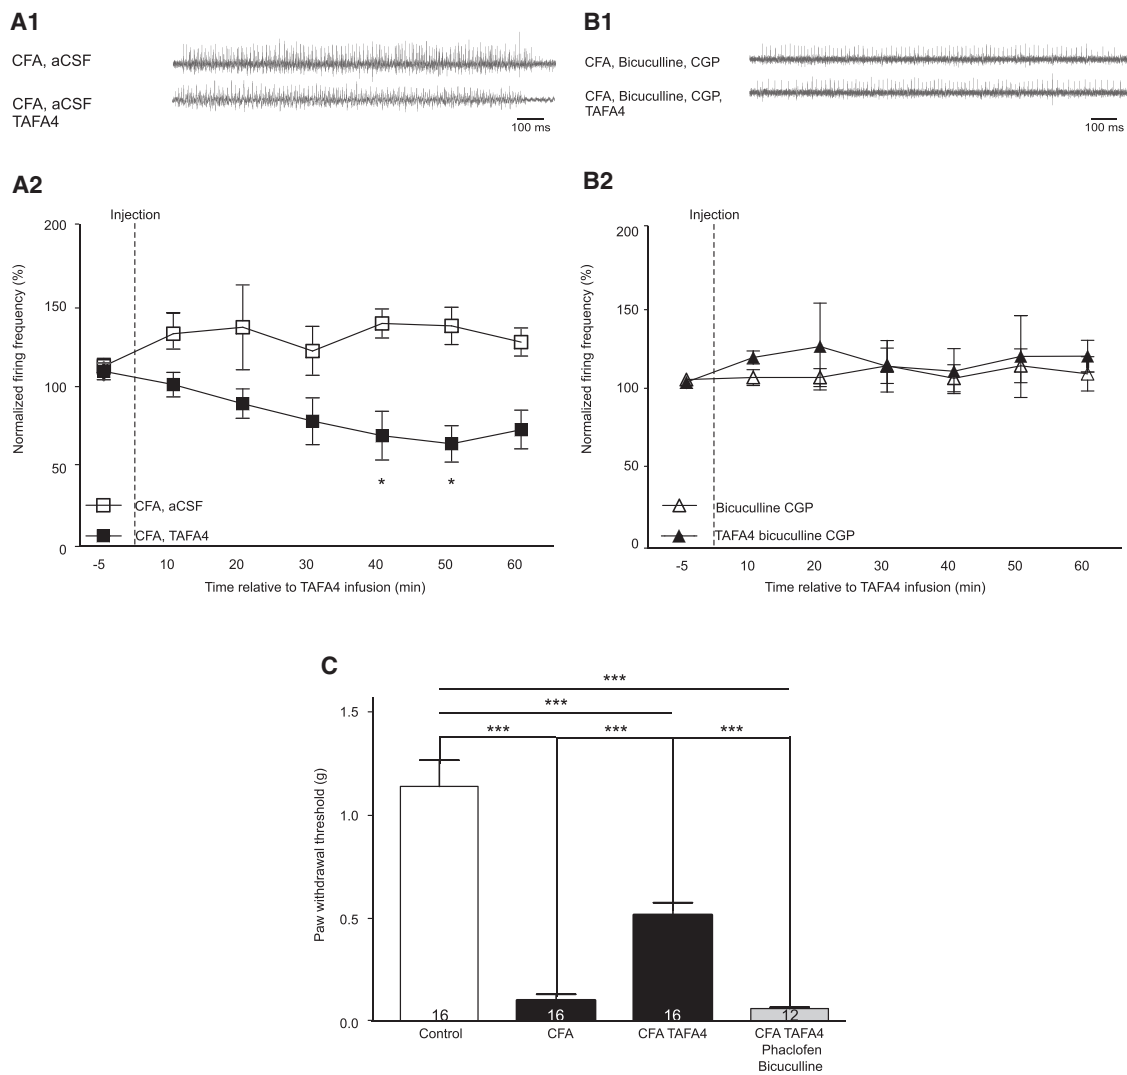 A1
CFA, aCSF
CFA, aCSF
TAFA4
100 ms
B1
CFA, Bicuculline, CGP
CFA, Bicuculline, CGP,
TAFA4
100 ms
A2
Injection
Normalized firing frequency (%)
200
150
100
50
0
*
*
CFA, aCSF
CFA, TAFA4
-5 10 20 30 40 50 60
Time relative to TAFA4 infusion (min)
B2
Injection
Normalized firing frequency (%)
200
150
100
50
0
Bicuculline CGP
TAFA4 bicuculline CGP
-5 10 20 30 40 50 60
Time relative to TAFA4 infusion (min)
C
Paw withdrawal threshold (g)
1.5
1.0
0.5
0.0
***
***
*** *** ***
16 16 16 12
Control CFA CFA TAFA4 CFA TAFA4
Phaclofen
Bicuculline